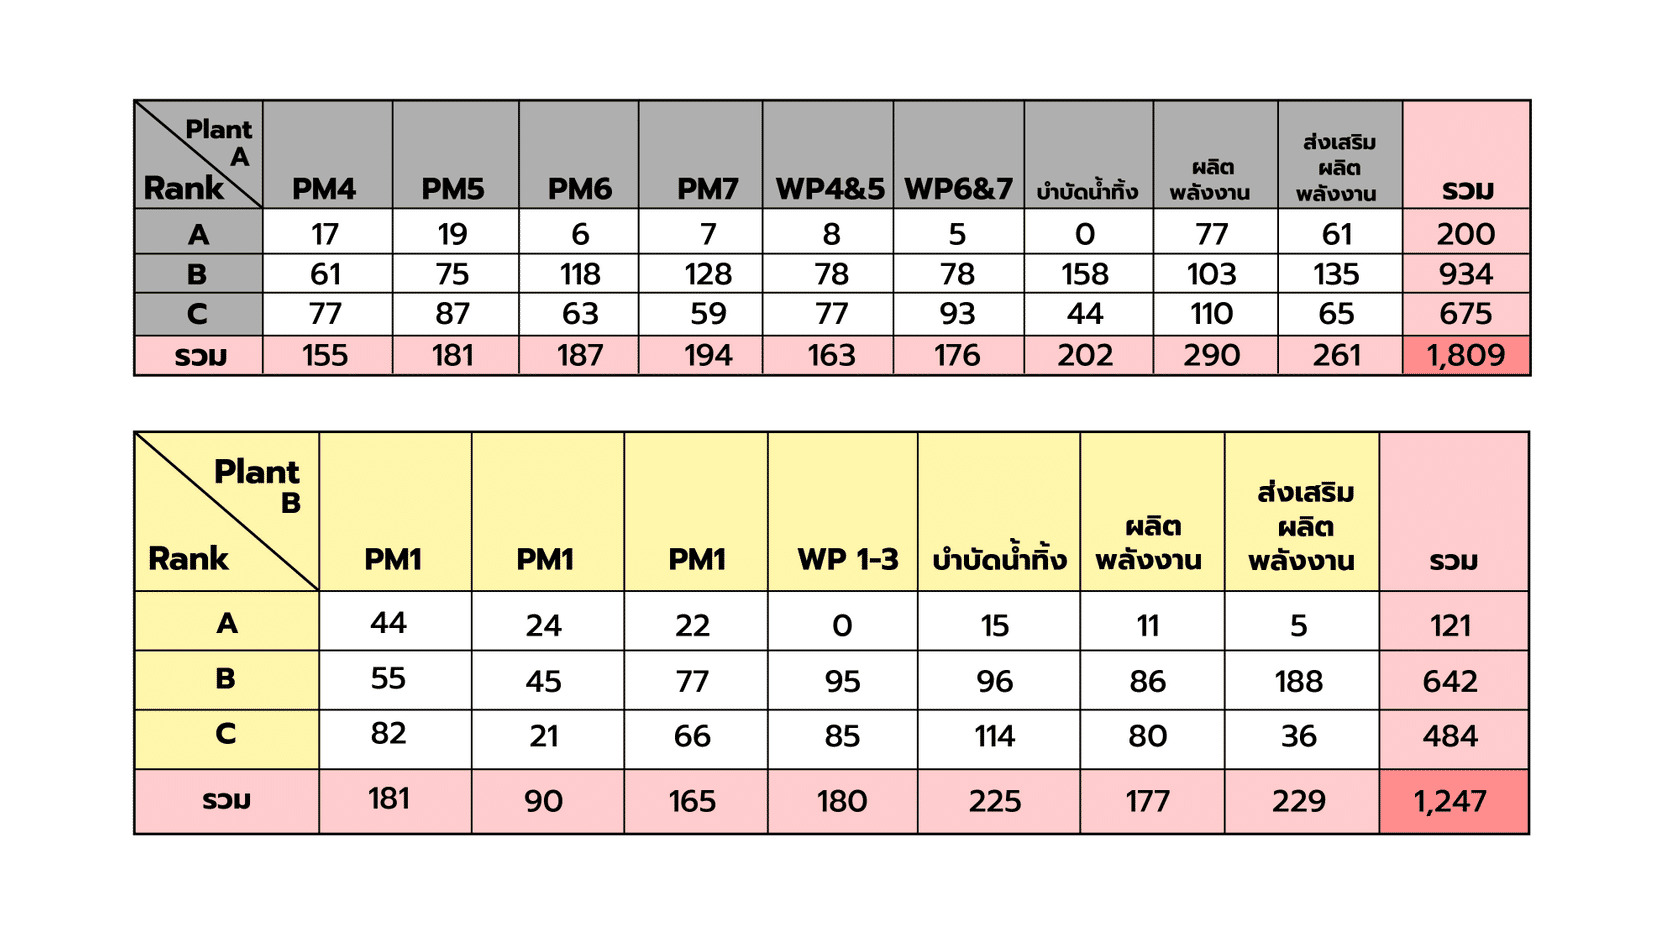 Plant
A
Rank PM4 PM5 PM6 PM7 WP4&5 WP6&7 บำบัดน้ำทิ้ง ผลิต
พลังงาน ส่งเสริม
ผลิต
พลังงาน รวม
A 17 19 6 7 8 5 0 77 61 200
B 61 75 118 128 78 78 158 103 135 934
C 77 87 63 59 77 93 44 110 65 675
รวม 155 181 187 194 163 176 202 290 261 1,809
Plant
B
Rank PM1 PM1 PM1 WP 1-3 บำบัดน้ำทิ้ง ผลิต
พลังงาน ส่งเสริม
ผลิต
พลังงาน รวม
A 44 24 22 0 15 11 5 121
B 55 45 77 95 96 86 188 642
C 82 21 66 85 114 80 36 484
รวม 181 90 165 180 225 177 229 1,247